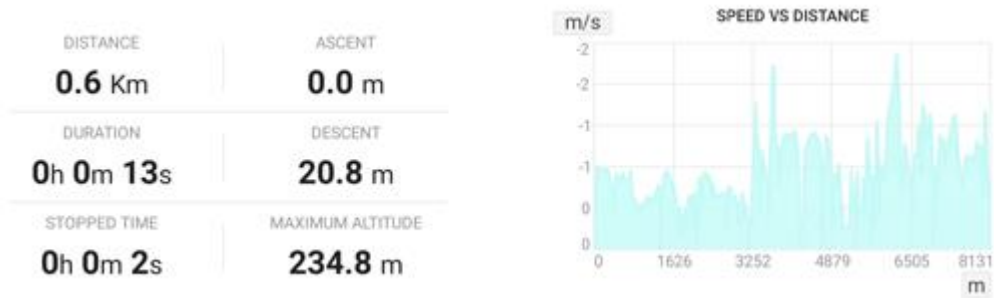 DISTANCE
0.6 Km
ASCENT
0.0 m
DURATION
0h 0m 13s
DESCENT
20.8 m
STOPPED TIME
0h 0m 2s
MAXIMUM ALTITUDE
234.8 m
SPEED VS DISTANCE
m/s
-2
-2
-1
-1
0
0
0 1626 3252 4879 6505 8131
m